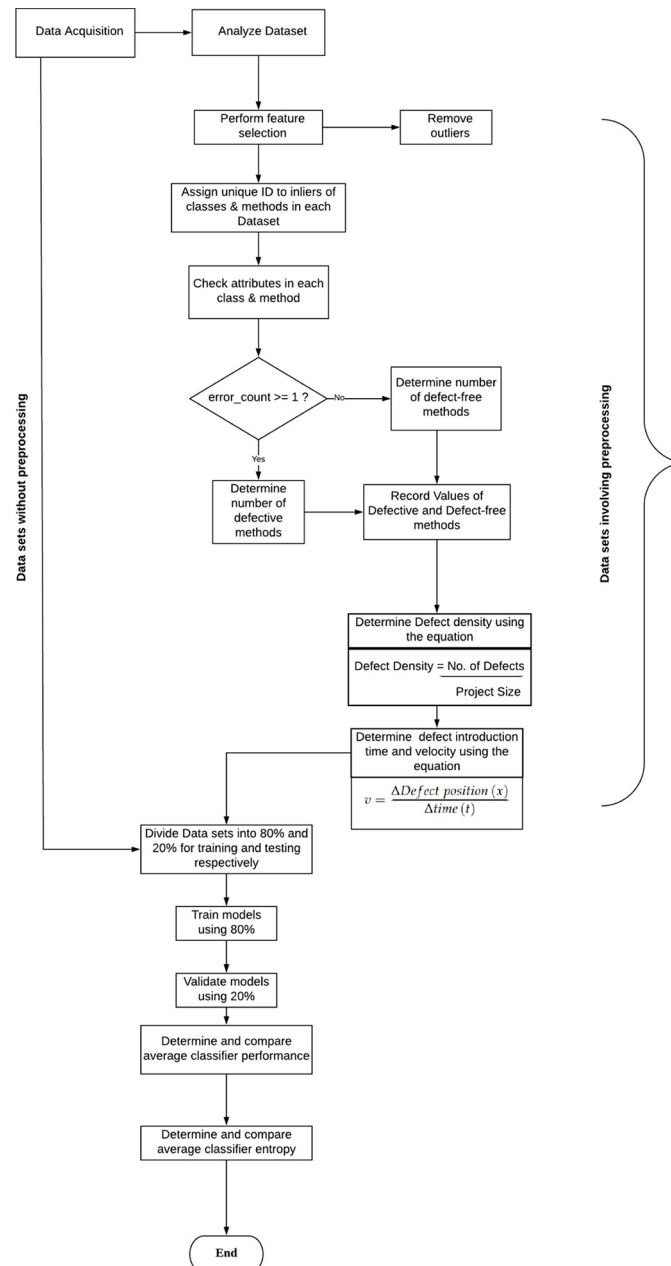 Data Acquisition
Analyze Dataset
Perform feature
selection
Remove
outliers
Assign unique ID to inliers of
classes & methods in each
Dataset
Check attributes in each
class & method
error_count >= 1 ?
No
Determine number
of defect-free
methods
Yes
Determine
number of
defective
methods
Record Values of
Defective and Defect-free
methods
Data sets without preprocessing
Data sets involving preprocessing
Determine Defect density using
the equation
Defect Density = No. of Defects
Project Size
Determine defect introduction
time and velocity using the
equation
v = ΔDefect position (x)
Δtime (t)
Divide Data sets into 80% and
20% for training and testing
respectively
Train models
using 80%
Validate models
using 20%
Determine and compare
average classifier performance
Determine and compare
average classifier entropy
End